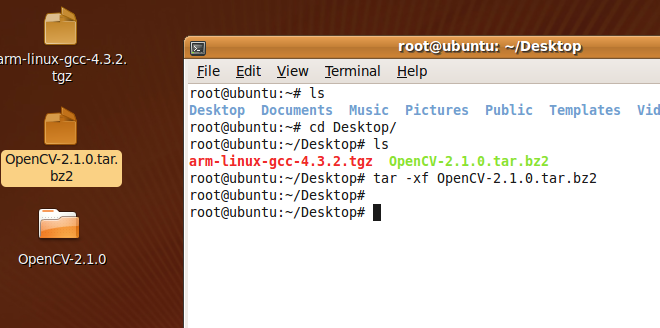 arm-linux-gcc-4.3.2.
tgz
OpenCV-2.1.0.tar.
bz2
OpenCV-2.1.0
root@ubuntu: ~/Desktop
File Edit View Terminal Help
root@ubuntu:~# ls
Desktop Documents Music Pictures Public Templates Vid
root@ubuntu:~# cd Desktop/
root@ubuntu:~/Desktop# ls
arm-linux-gcc-4.3.2.tgz OpenCV-2.1.0.tar.bz2
root@ubuntu:~/Desktop# tar -xf OpenCV-2.1.0.tar.bz2
root@ubuntu:~/Desktop#
root@ubuntu:~/Desktop#